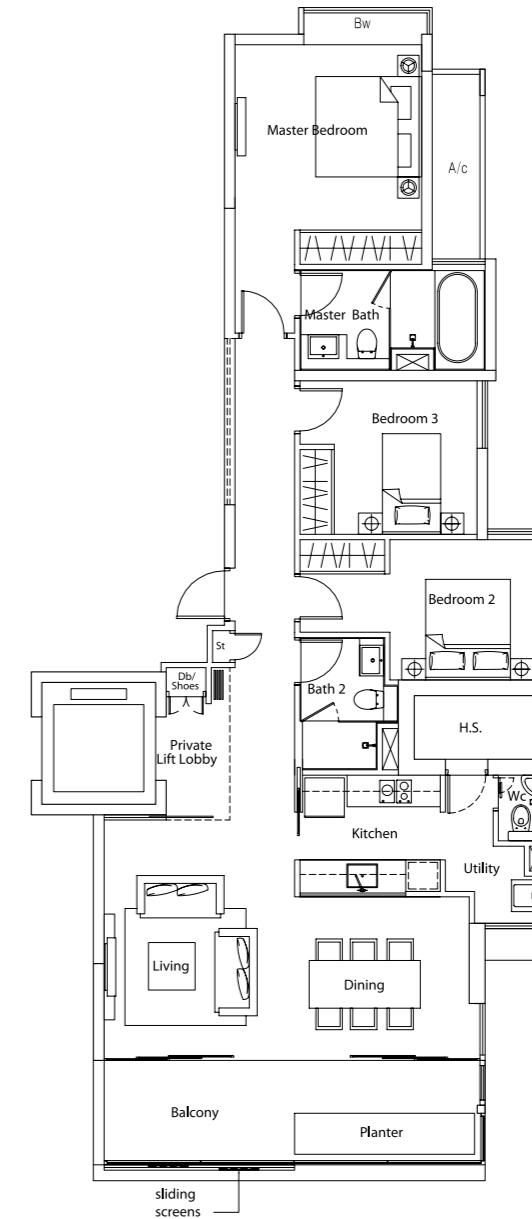 Bw
Master Bedroom
A/c
Master Bath
Bedroom 3
Bedroom 2
St
Bath 2
Db/
Shoes
H.S.
Private
Lift Lobby
Wc
Kitchen
Utility
Living
Dining
Balcony
Planter
sliding
screens